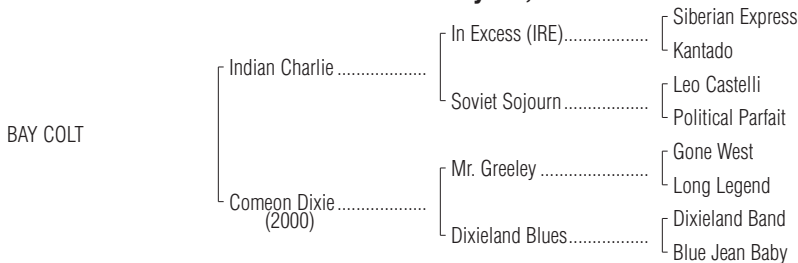 Siberian Express
In Excess (IRE)..................
Kantado
Indian Charlie ...................
Leo Castelli
Soviet Sojourn ..................
Political Parfait
BAY COLT
Gone West
Mr. Greeley .......................
Long Legend
Comeon Dixie...................
(2000)
Dixieland Band
Dixieland Blues.................
Blue Jean Baby